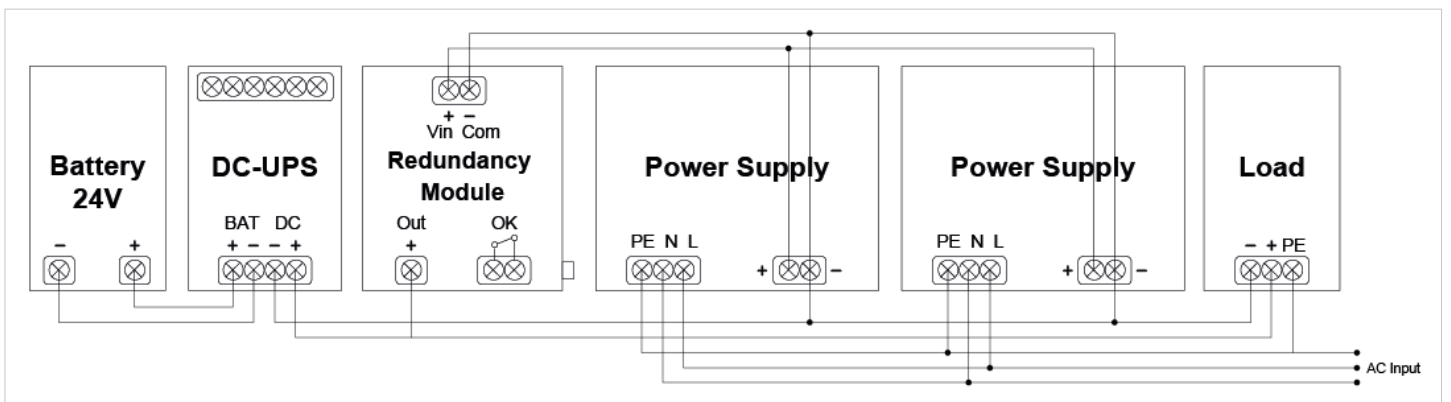 + −
Vin Com
Battery
24V
DC-UPS
Redundancy
Module
Power Supply
Power Supply
Load
BAT DC
− +
+ − − +
Out
+
OK
PE N L
+ −
PE N L
+ −
− + PE
AC Input